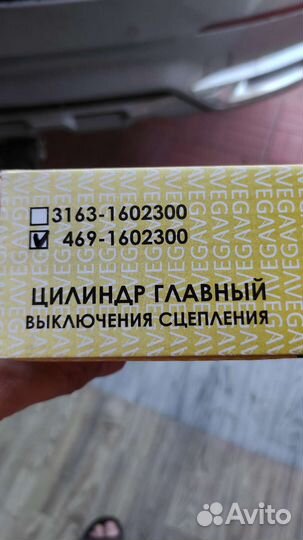 3163-1602300
469-1602300
ЦИЛИНДР ГЛАВНЫЙ
ВЫКЛЮЧЕНИЯ СЦЕПЛЕНИЯ
Avito